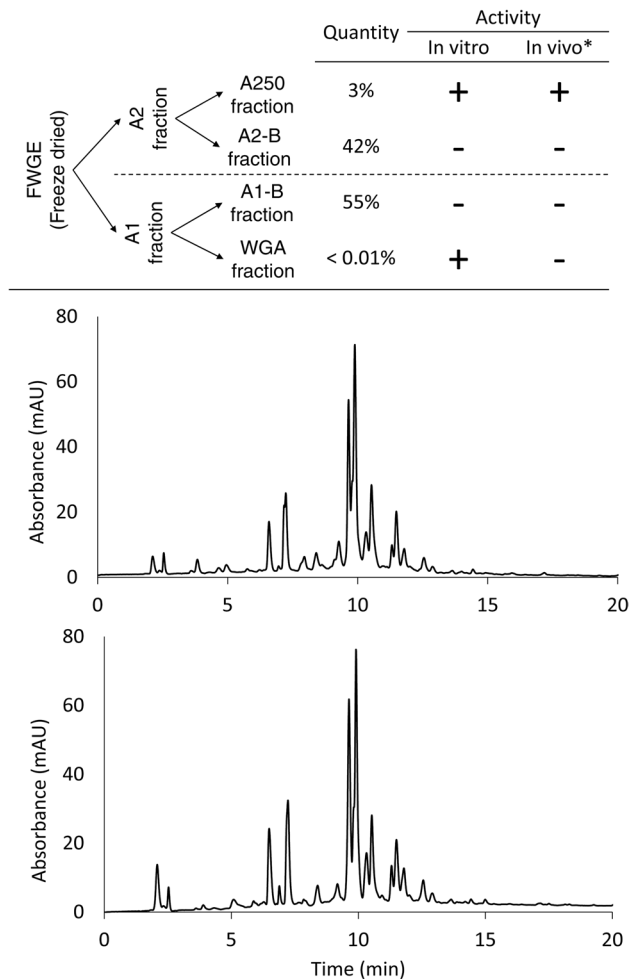 Activity
Quantity
In vitro
In vivo*
FWGE
(Freeze dried)
A2
fraction
A250
fraction
3%
+
+
A2-B
fraction
42%
-
-
A1
fraction
A1-B
fraction
55%
-
-
WGA
fraction
< 0.01%
+
-
Absorbance (mAU)
80
60
40
20
0
0 5 10 15 20
Absorbance (mAU)
80
60
40
20
0
0 5 10 15 20
Time (min)